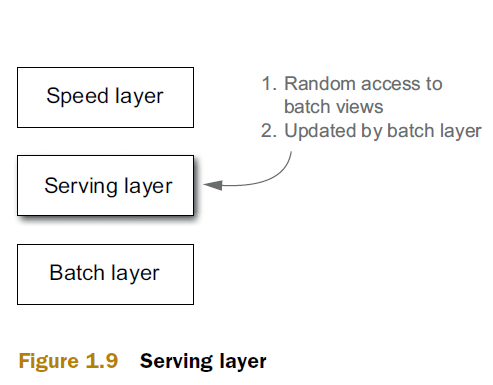 Speed layer
1. Random access to
batch views
2. Updated by batch layer
Serving layer
Batch layer
Figure 1.9 Serving layer